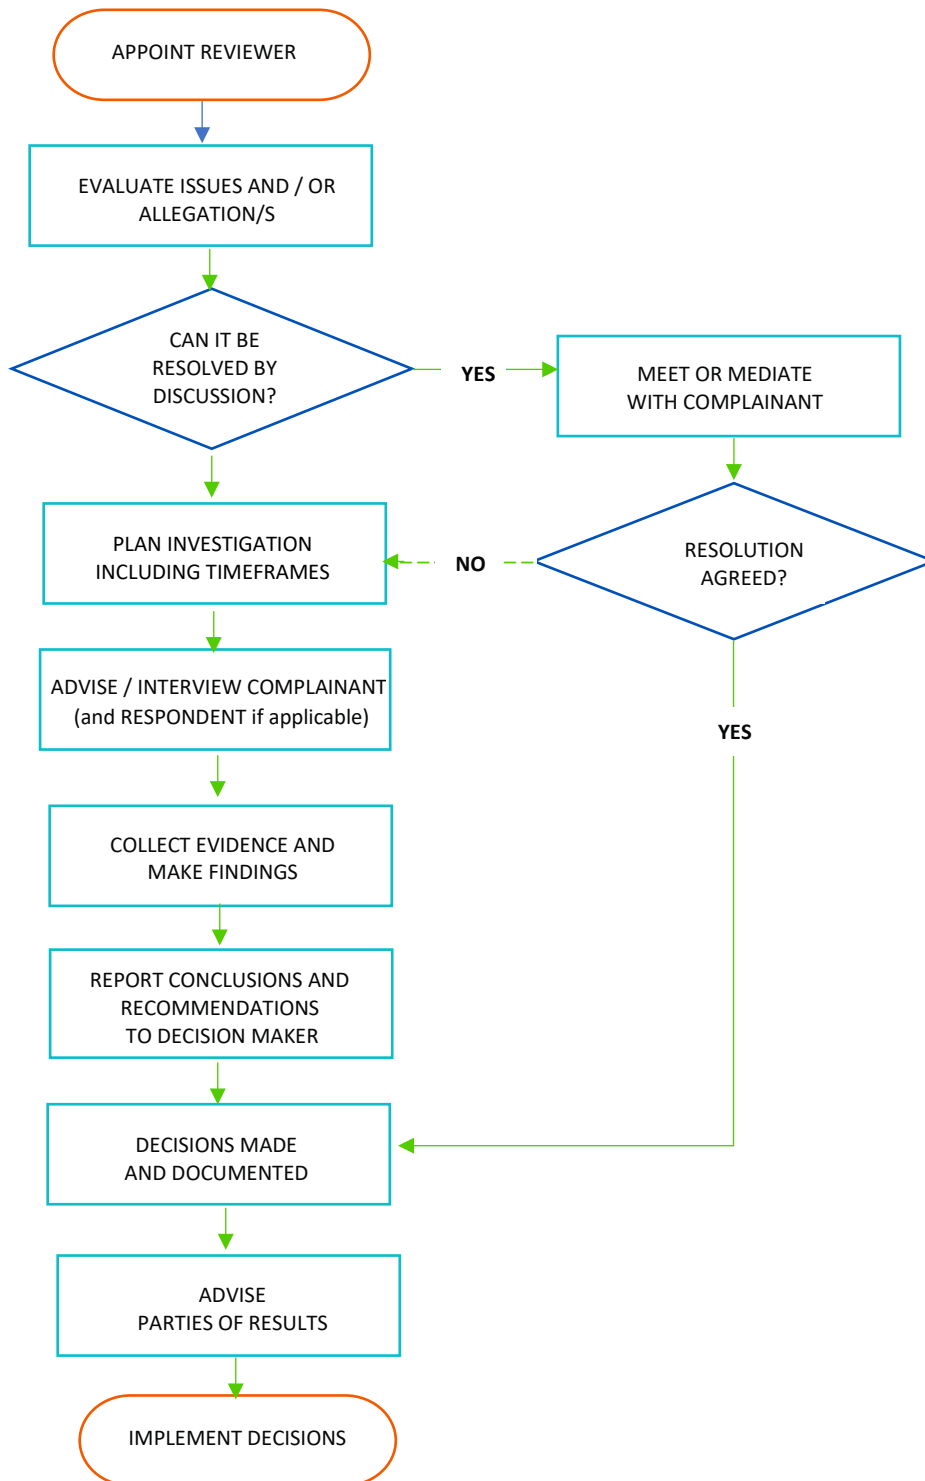 APPOINT REVIEWER
EVALUATE ISSUES AND / OR
ALLEGATION/S
CAN IT BE
RESOLVED BY
DISCUSSION?
YES
MEET OR MEDIATE
WITH COMPLAINANT
PLAN INVESTIGATION
INCLUDING TIMEFRAMES
NO
RESOLUTION
AGREED?
ADVISE / INTERVIEW COMPLAINANT
(and RESPONDENT if applicable)
YES
COLLECT EVIDENCE AND
MAKE FINDINGS
REPORT CONCLUSIONS AND
RECOMMENDATIONS
TO DECISION MAKER
DECISIONS MADE
AND DOCUMENTED
ADVISE
PARTIES OF RESULTS
IMPLEMENT DECISIONS